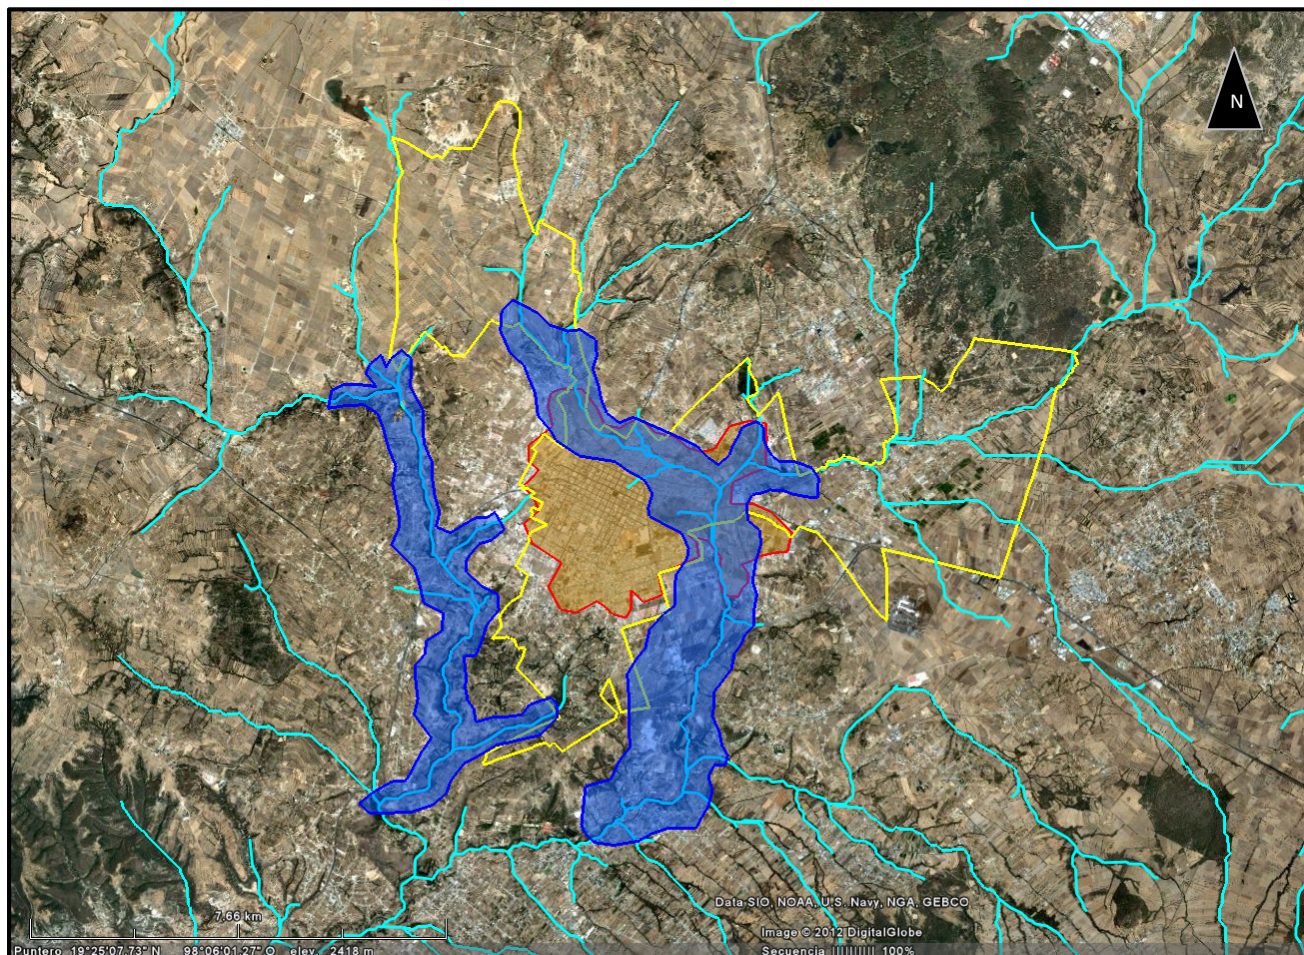 N
Data SIO, NOAA, U.S. Navy, NGA, GEBCO
7,66 km
Image © 2012 DigitalGlobe
Puntero 19°25'07.73" N 98°06'01.27" O elev. 2418 m
Secuencia |||||||||| 100%